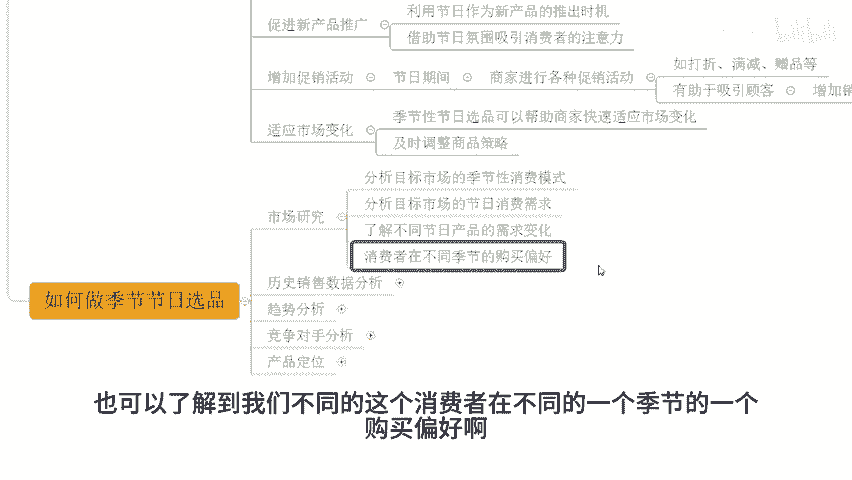 利用节日作为新产品的推出时机
促进新产品推广
借助节日氛围吸引消费者的注意力
如打折、满减、赠品等
增加促销活动 节日期间 商家进行各种促销活动
有助于吸引顾客 增加销
季节性节日选品可以帮助商家快速适应市场变化
适应市场变化
及时调整商品策略
分析目标市场的季节性消费模式
分析目标市场的节日消费需求
市场研究
了解不同节日产品的需求变化
消费者在不同季节的购买偏好
历史销售数据分析
如何做季节节日选品
趋势分析
竞争对手分析
产品定位
也可以了解到我们不同的这个消费者在不同的一个季节的一个
购买偏好啊